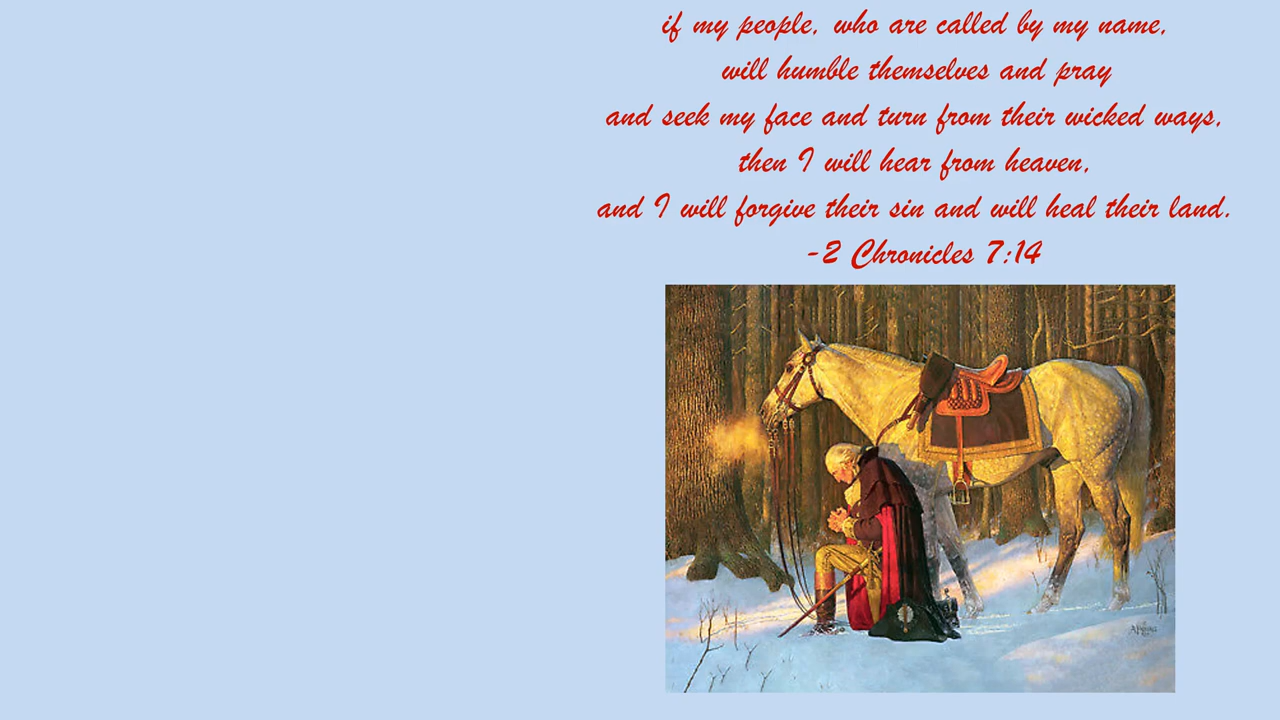 if my people, who are called by my name,
will humble themselves and pray
and seek my face and turn from their wicked ways,
then I will hear from heaven,
and I will forgive their sin and will heal their land.
-2 Chronicles 7:14